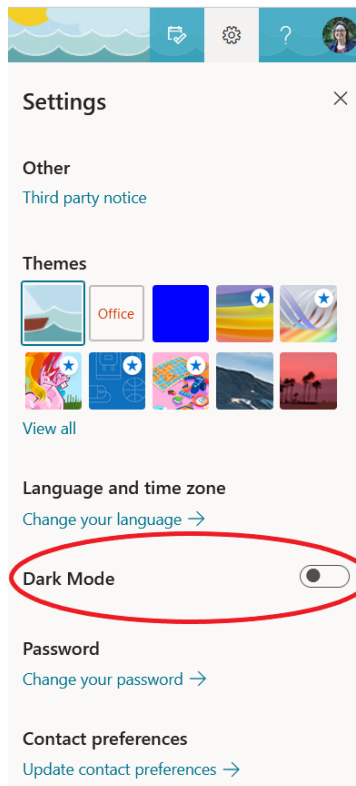 ?
Settings
Other
Third party notice
Themes
Office
View all
Language and time zone
Change your language →
Dark Mode
Password
Change your password →
Contact preferences
Update contact preferences →